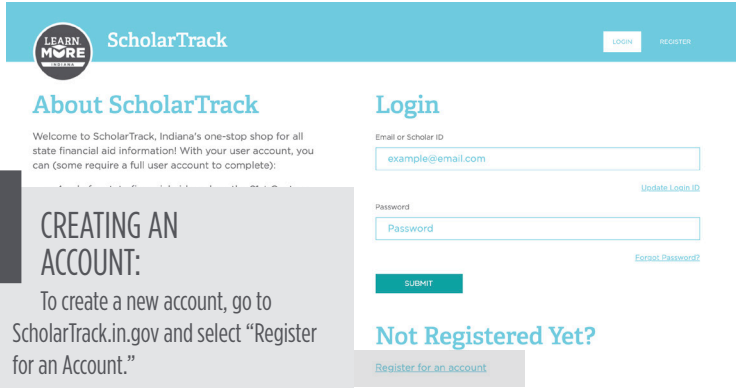 LEARN
MORE
INDIANA
ScholarTrack
LOGIN
REGISTER
About ScholarTrack
Welcome to ScholarTrack, Indiana's one-stop shop for all
state financial aid information! With your user account, you
can (some require a full user account to complete):
CREATING AN
ACCOUNT:
To create a new account, go to
ScholarTrack.in.gov and select “Register
for an Account.”
Login
Email or Scholar ID
example@email.com
Update Login ID
Password
Password
Forgot Password?
SUBMIT
Not Registered Yet?
Register for an account